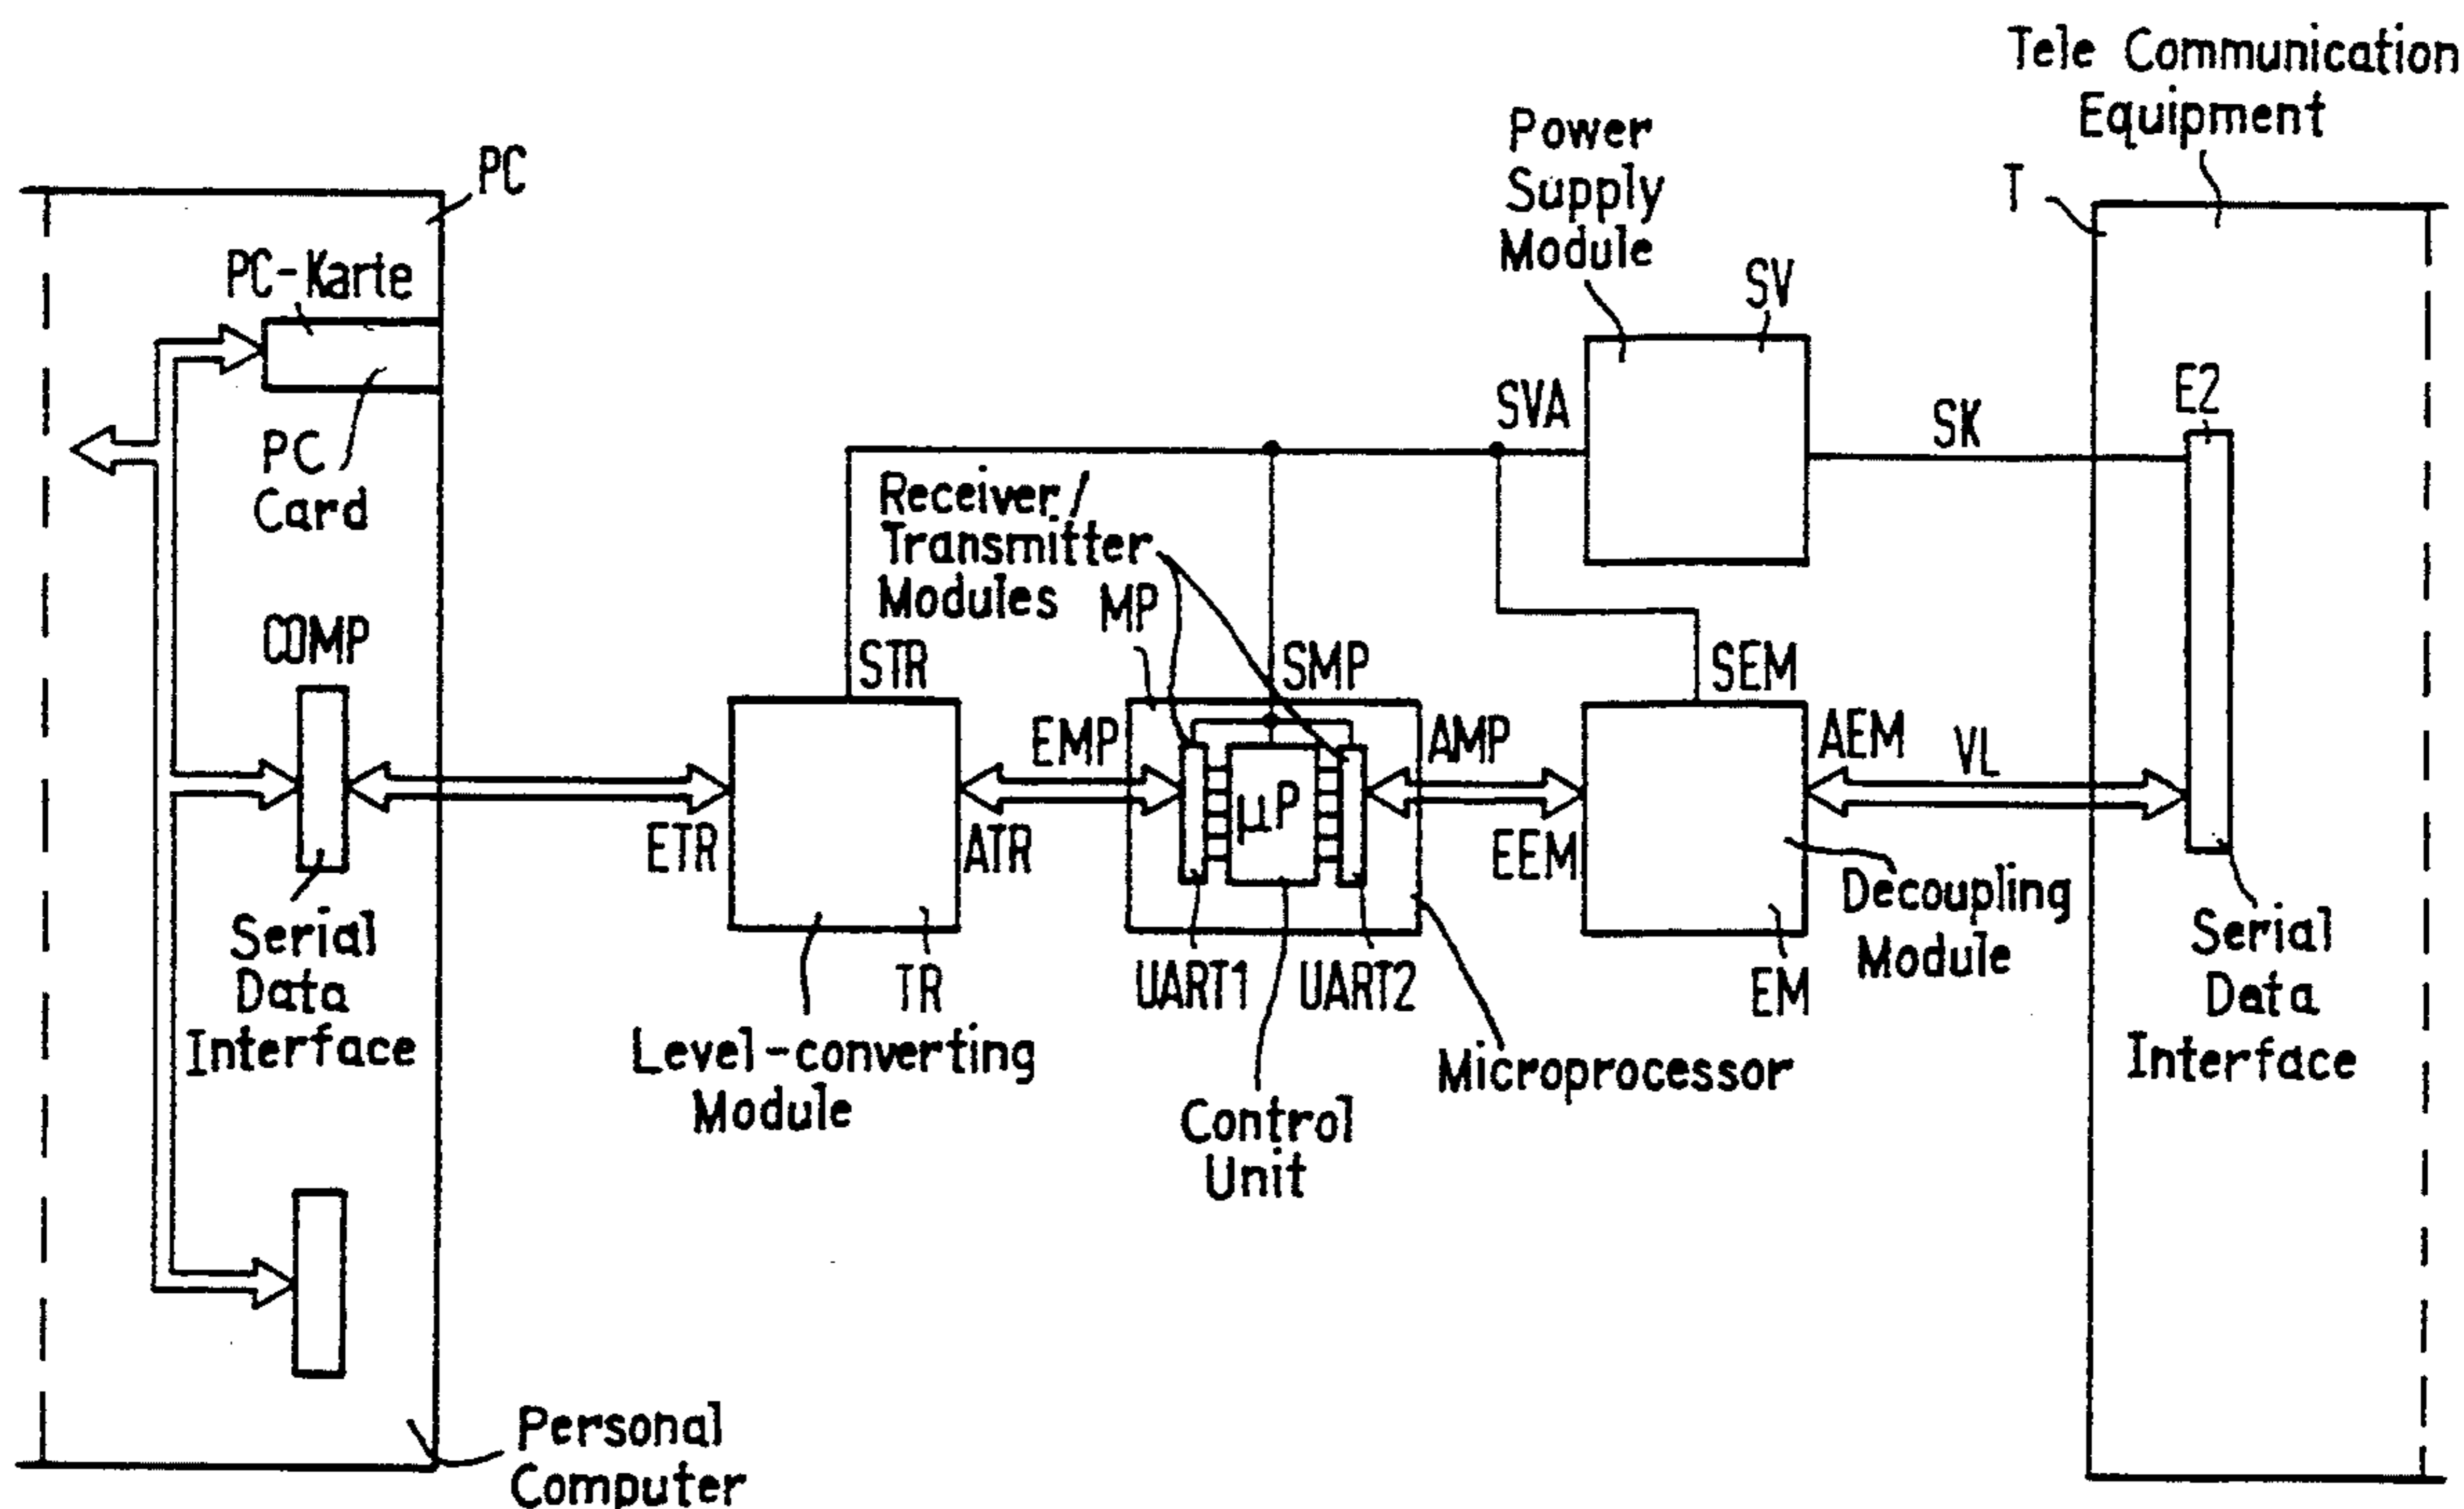 Tele Communication
Equipment
T
PC
Power
Supply
Module
SV
PC-Karte
PC
Card
SVA
SK
E2
Receiver/
Transmitter
Modules
MP
COMP
STR
SMP
SEM
EMP
AMP
AEM
VL
µP
ETR
ATR
EEM
Decoupling
Module
EM
Serial
Data
Interface
TR
UART1
UART2
Serial
Data
Interface
Level-converting
Module
Microprocessor
Control
Unit
Personal
Computer